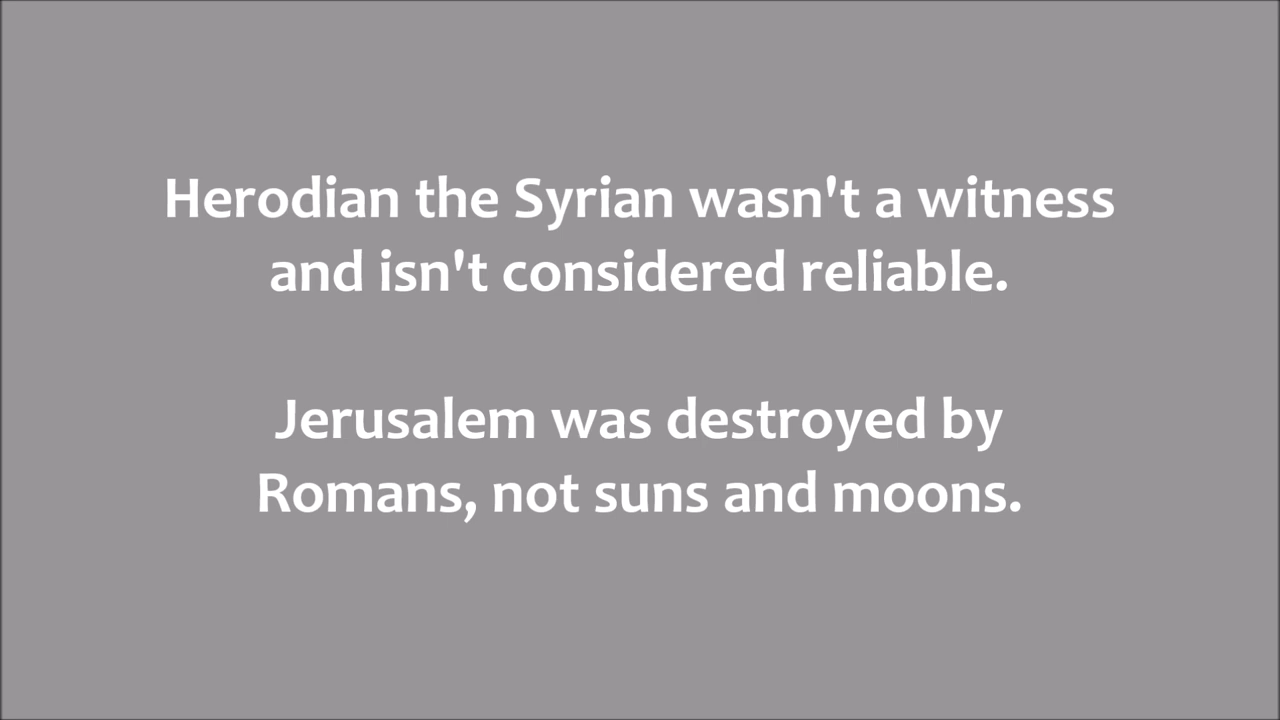 Herodian the Syrian wasn't a witness
and isn't considered reliable.
Jerusalem was destroyed by
Romans, not suns and moons.